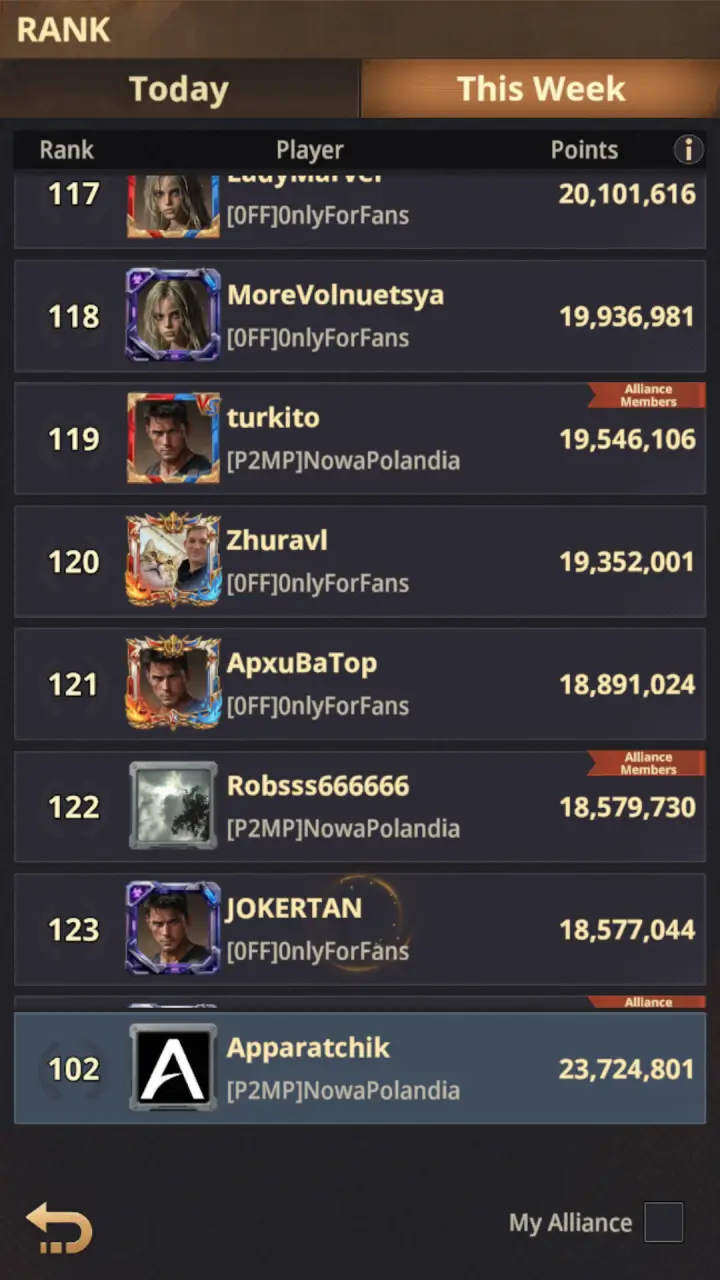 RANK
Today
This Week
Rank
Player
Points
117
LadyMarvel
[0FF]0nlyForFans
20,101,616
118
MoreVolnuetsya
[0FF]0nlyForFans
19,936,981
Alliance
Members
119
turkito
[P2MP]NowaPolandia
19,546,106
120
Zhuravl
[0FF]0nlyForFans
19,352,001
121
ApxuBaTop
[0FF]0nlyForFans
18,891,024
Alliance
Members
122
Robsss666666
[P2MP]NowaPolandia
18,579,730
123
JOKERTAN
[0FF]0nlyForFans
18,577,044
Alliance
102
Apparatchik
[P2MP]NowaPolandia
23,724,801
My Alliance